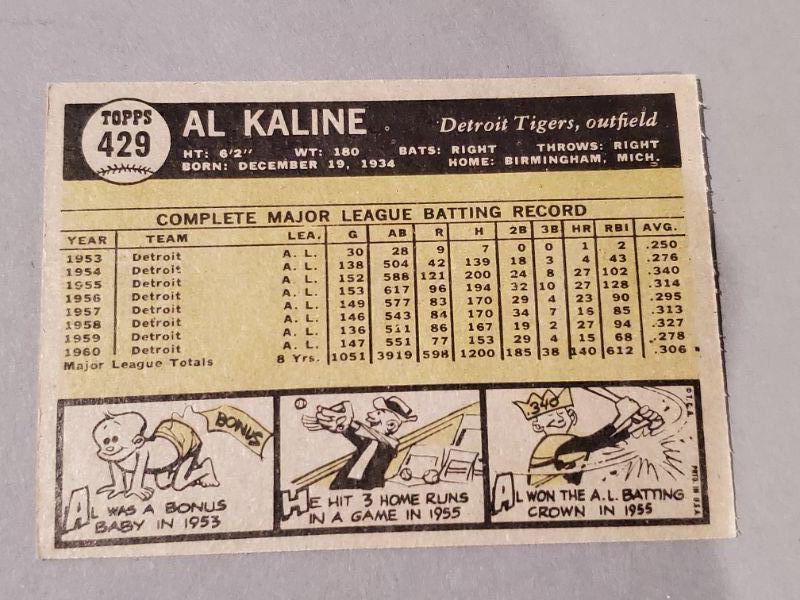 TOPPS
429
AL KALINE
Detroit Tigers, outfield
HT: 6'2" WT: 180 BATS: RIGHT THROWS: RIGHT
BORN: DECEMBER 19, 1934 HOME: BIRMINGHAM, MICH.
COMPLETE MAJOR LEAGUE BATTING RECORD
YEAR TEAM LEA. G AB R H 2B 3B HR RBI AVG.
1953 Detroit A. L. 30 28 9 7 0 0 1 2 .250
1954 Detroit A. L. 138 504 42 139 18 3 4 43 .276
1955 Detroit A. L. 152 588 121 200 24 8 27 102 .340
1956 Detroit A. L. 153 617 96 194 32 10 27 128 .314
1957 Detroit A. L. 149 577 83 170 29 4 23 90 .295
1958 Detroit A. L. 146 543 84 170 34 7 16 85 .313
1959 Detroit A. L. 136 511 86 167 19 2 27 94 .327
1960 Detroit A. L. 147 551 77 153 29 4 15 68 .278
Major League Totals 8 Yrs. 1051 3919 598 1200 185 38 140 612 .306
BONUS
AL WAS A BONUS
BABY IN 1953
HE HIT 3 HOME RUNS
IN A GAME IN 1955
340
AL WON THE A.L. BATTING
CROWN IN 1955
©T.C.G.
PRTD. IN U.S.A.